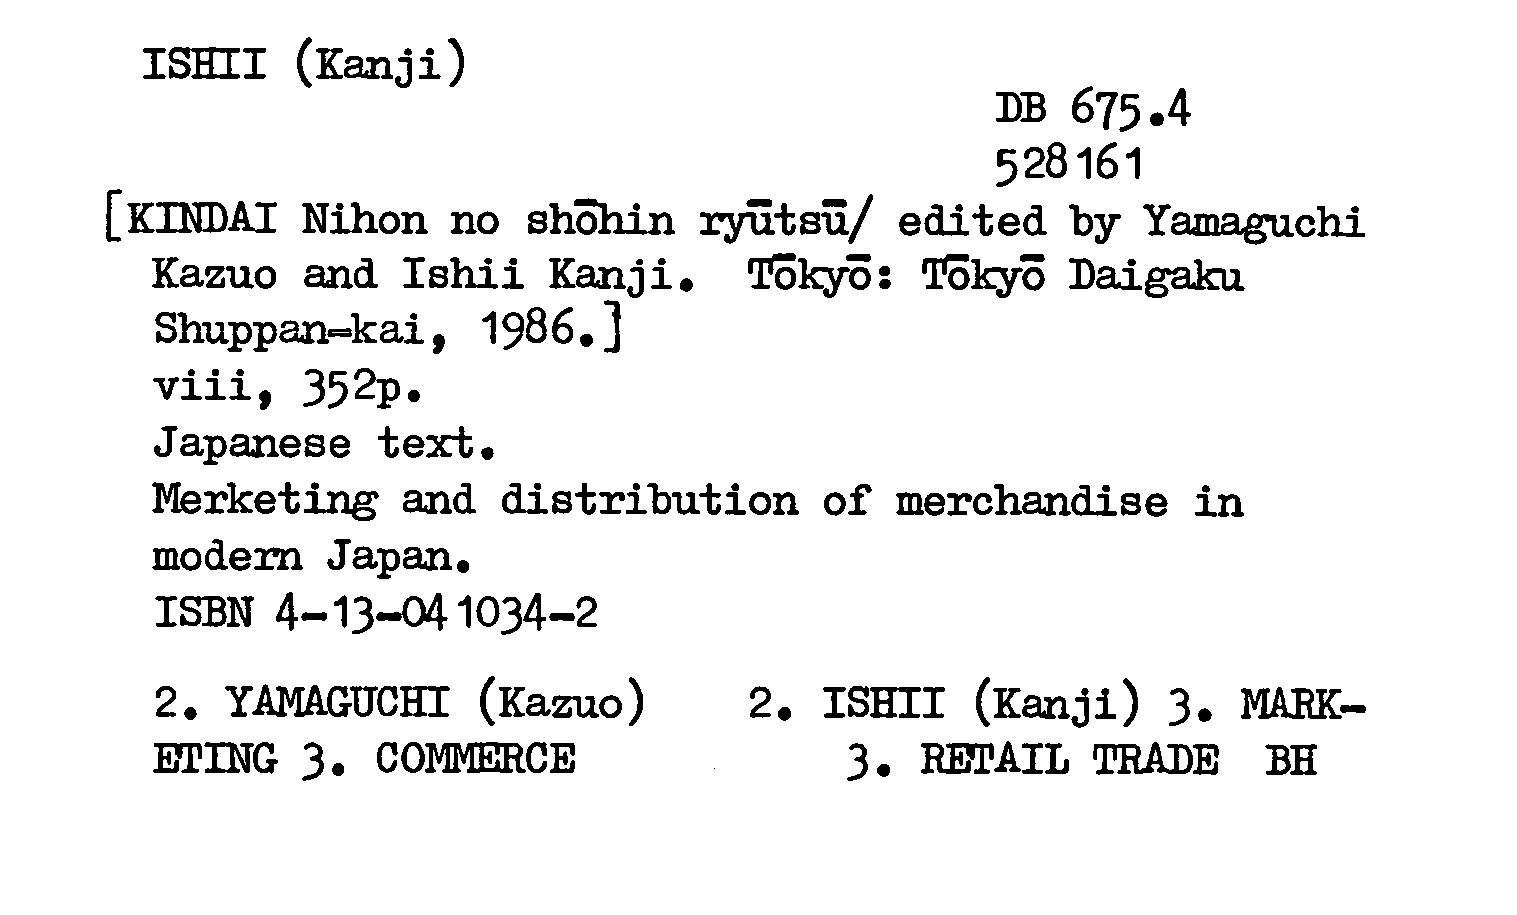 ISHII (Kanji)
DB 675.4
528161
[KINDAI Nihon no shōhin ryūtsū/ edited by Yamaguchi
Kazuo and Ishii Kanji. Tōkyō: Tōkyō Daigaku
Shuppan-kai, 1986.]
viii, 352p.
Japanese text.
Merketing and distribution of merchandise in
modern Japan.
ISBN 4-13-041034-2
2. YAMAGUCHI (Kazuo) 2. ISHII (Kanji) 3. MARK-
ETING 3. COMMERCE 3. RETAIL TRADE BH